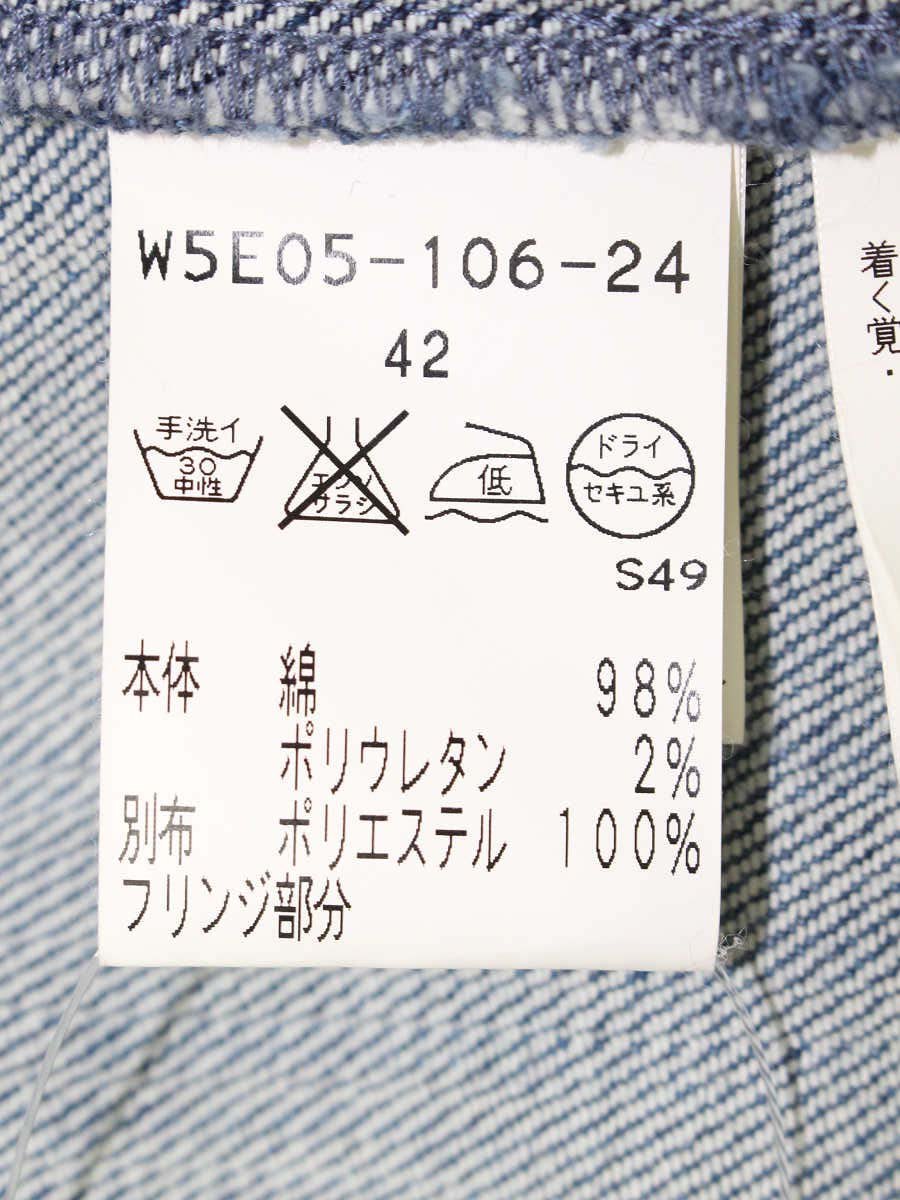 W5E05-106-24
42
手洗イ
30
中性
エンソ
サラシ
低
ドライ
セキユ系
S49
本体 綿 98%
ポリウレタン 2%
別布 ポリエステル 100%
フリンジ部分
着
く
覚
・